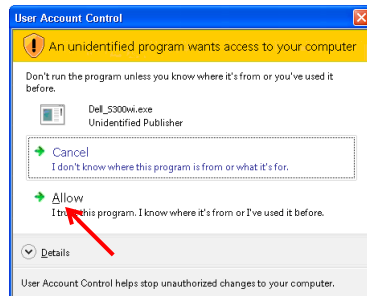 User Account Control
An unidentified program wants access to your computer
Don't run the program unless you know where it's from or you've used it
before.
Dell_5300wi.exe
Unidentified Publisher
Cancel
I don't know where this program is from or what it's for.
Allow
I trust this program. I know where it's from or I've used it before.
Details
User Account Control helps stop unauthorized changes to your computer.